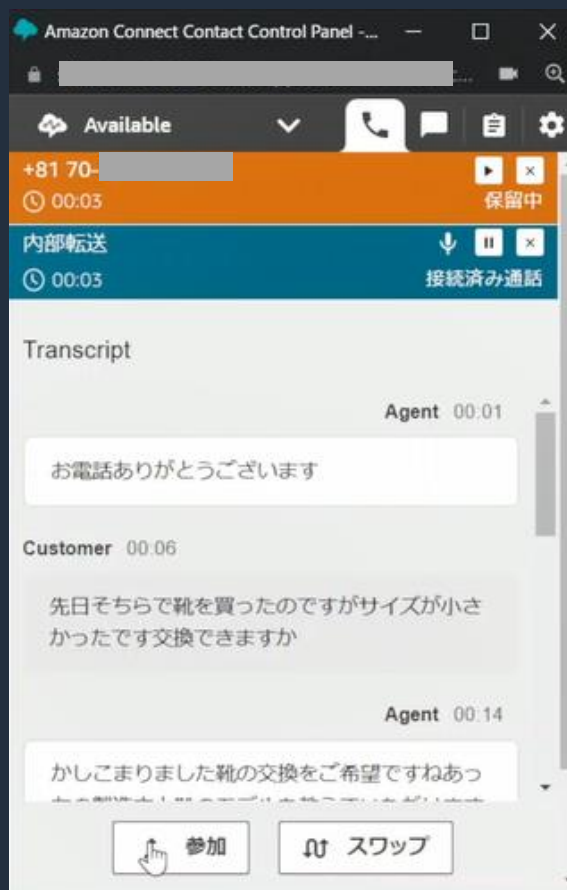 Amazon Connect Contact Control Panel -...
Available
+81 70-
00:03
保留中
内部転送
00:03
接続済み通話
Transcript
Agent 00:01
お電話ありがとうございます
Customer 00:06
先日そちらで靴を買ったのですがサイズが小さ
かったです交換できますか
Agent 00:14
かしこまりました靴の交換をご希望ですねあっ
参加
スワップ